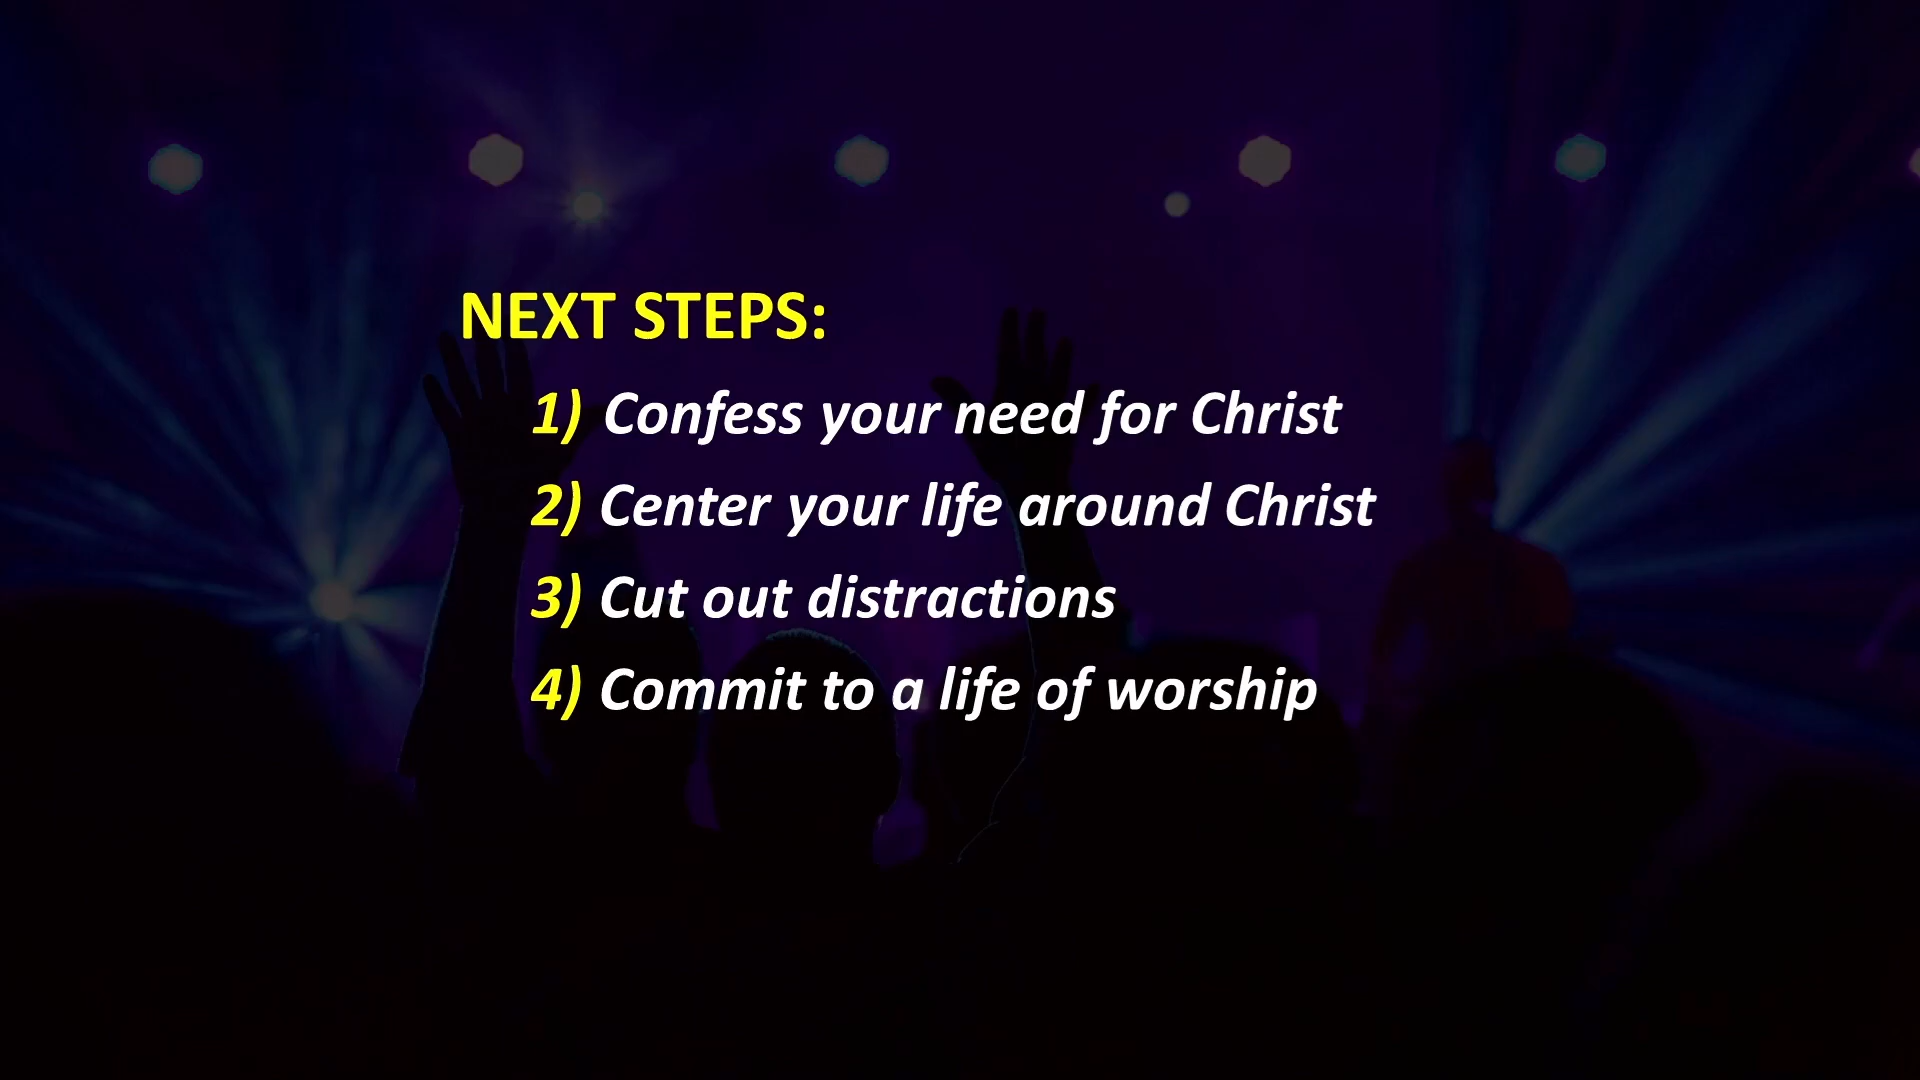 NEXT STEPS:
1) Confess your need for Christ
2) Center your life around Christ
3) Cut out distractions
4) Commit to a life of worship